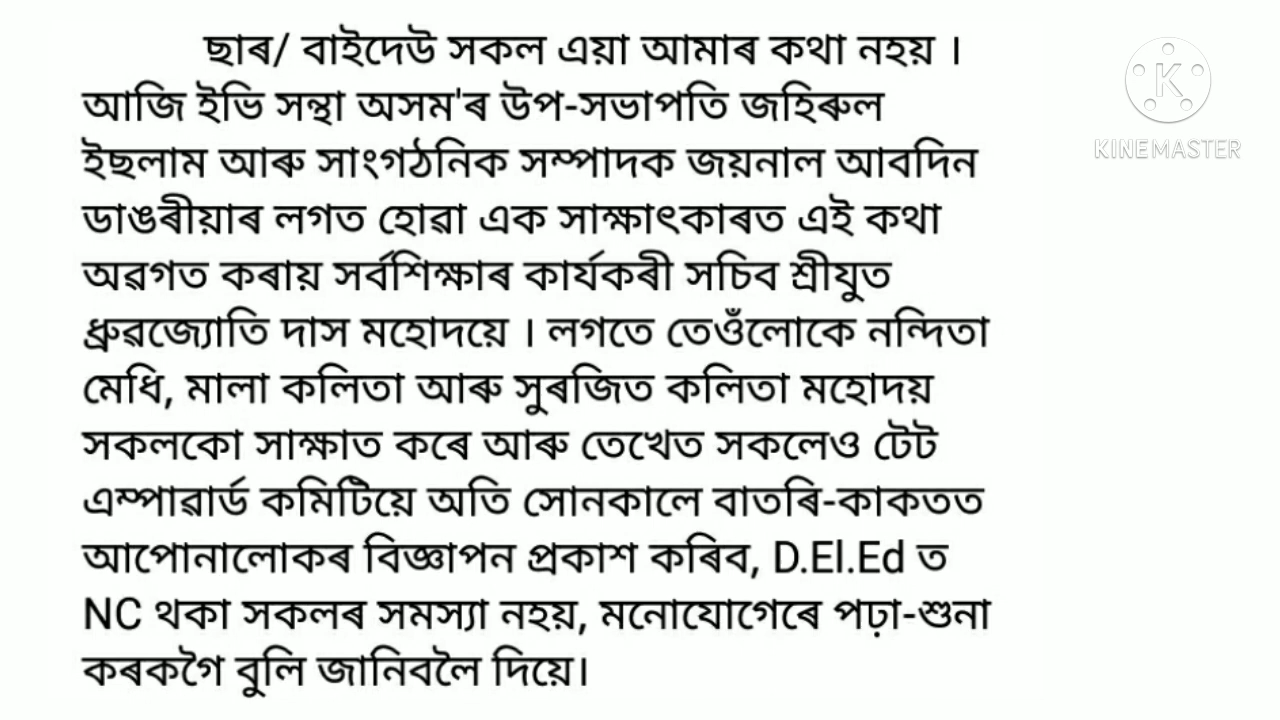 ছাৰ/ বাইদেউ সকল এয়া আমাৰ কথা নহয় ।
আজি ইভি সন্থা অসম'ৰ উপ-সভাপতি জহিৰুল
ইছলাম আৰু সাংগঠনিক সম্পাদক জয়নাল আবদিন
ডাঙৰীয়াৰ লগত হোৱা এক সাক্ষাৎকাৰত এই কথা
অৱগত কৰায় সৰ্বশিক্ষাৰ কাৰ্যকৰী সচিব শ্ৰীযুত
ধ্ৰুৱজ্যোতি দাস মহোদয়ে । লগতে তেওঁলোকে নন্দিতা
মেধি, মালা কলিতা আৰু সুৰজিত কলিতা মহোদয়
সকলকো সাক্ষাত কৰে আৰু তেখেত সকলেও টেট
এম্পাৱাৰ্ড কমিটিয়ে অতি সোনকালে বাতৰি-কাকতত
আপোনালোকৰ বিজ্ঞাপন প্ৰকাশ কৰিব, D.El.Ed ত
NC থকা সকলৰ সমস্যা নহয়, মনোযোগেৰে পঢ়া-শুনা
কৰকগৈ বুলি জানিবলৈ দিয়ে।
K
KINEMASTER